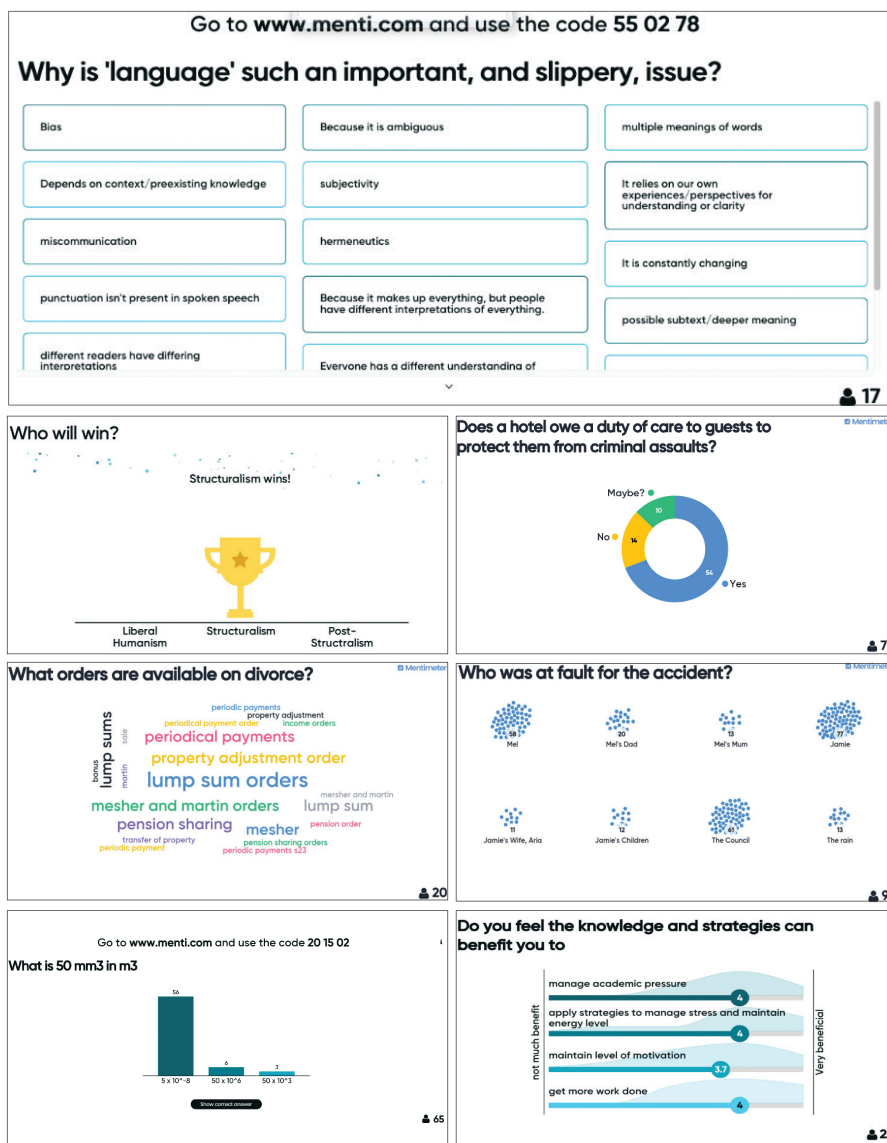 Go to www.menti.com and use the code 55 02 78
Why is 'language' such an important, and slippery, issue?
Bias
Depends on context/preexisting knowledge
miscommunication
punctuation isn't present in spoken speech
different readers have differing
interpretations
Because it is ambiguous
subjectivity
hermeneutics
Because it makes up everything, but people
have different interpretations of everything.
Everyone has a different understanding of
multiple meanings of words
It relies on our own
experiences/perspectives for
understanding or clarity
It is constantly changing
possible subtext/deeper meaning
17
Who will win?
Structuralism wins!
Liberal
Humanism
Structuralism
Post-
Structralism
Does a hotel owe a duty of care to guests to
protect them from criminal assaults?
Mentimet
Maybe?
10
No
14
54
Yes
7
What orders are available on divorce?
Mentimeter
periodic payments
property adjustment
periodical payment order
income orders
periodical payments
lump sums
sale
bonus
martin
property adjustment order
lump sum orders
mersher and martin
mesher and martin orders
lump sum
pension sharing
mesher
pension order
transfer of property
pension sharing orders
periodic payment
periodic payments s23
20
Who was at fault for the accident?
Mentimet
58
Mel
20
Mel's Dad
13
Mel's Mum
77
Jamie
11
Jamie's Wife, Aria
12
Jamie's Children
61
The Council
13
The rain
9
Go to www.menti.com and use the code 20 15 02
What is 50 mm3 in m3
56
6
3
5 x 10^-8
50 x 10^6
50 x 10^3
Show correct answer
65
Do you feel the knowledge and strategies can
benefit you to
not much benefit
manage academic pressure
4
apply strategies to manage stress and maintain
energy level
4
maintain level of motivation
3.7
get more work done
4
Very beneficial
2